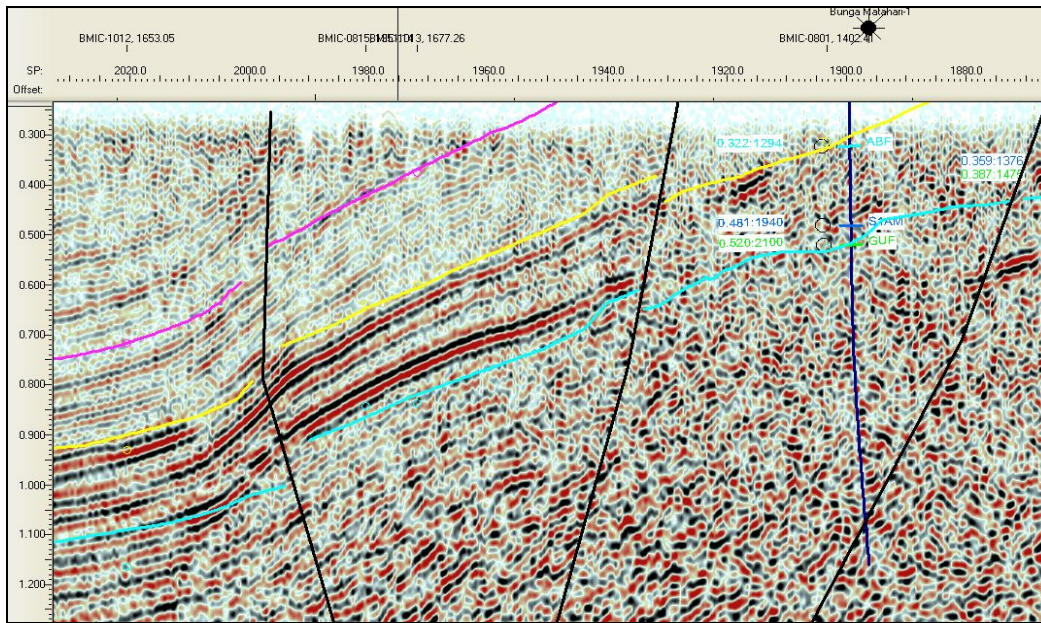 Bunga Matahari-1
BMIC-1012, 1653.05
BMIC-0801, 1402.41
SP:
2020.0 2000.0 1980.0 1960.0 1940.0 1920.0 1900.0 1880.0
Offset:
0.300
0.322:1294 ABF
0.359:1376
0.387:1475
0.400
0.481:1940 S1AM
0.500
0.520:2100 GUF
0.600
0.700
0.800
0.900
1.000
1.100
1.200